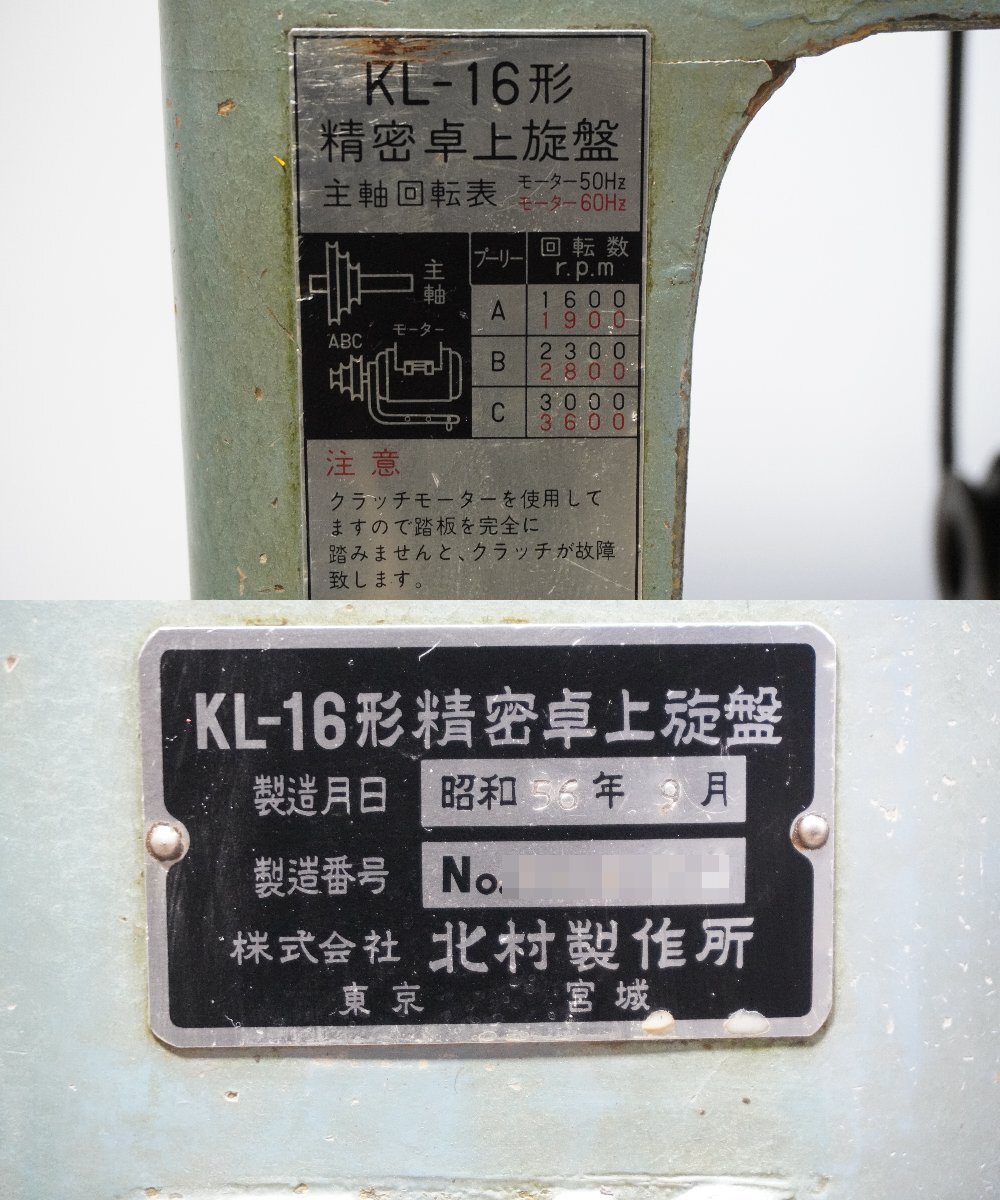 KL-16形
精密卓上旋盤
主軸回転表 モーター50Hz
モーター60Hz
主軸
ABC
モーター
プーリー 回転数
r.p.m
A 1600
1900
B 2300
2800
C 3000
3600
注意
クラッチモーターを使用して
ますので踏板を完全に
踏みませんと、クラッチが故障
致します。
KL-16形精密卓上旋盤
製造月日 昭和56年9月
製造番号 No.
株式会社 北村製作所
東京 宮城